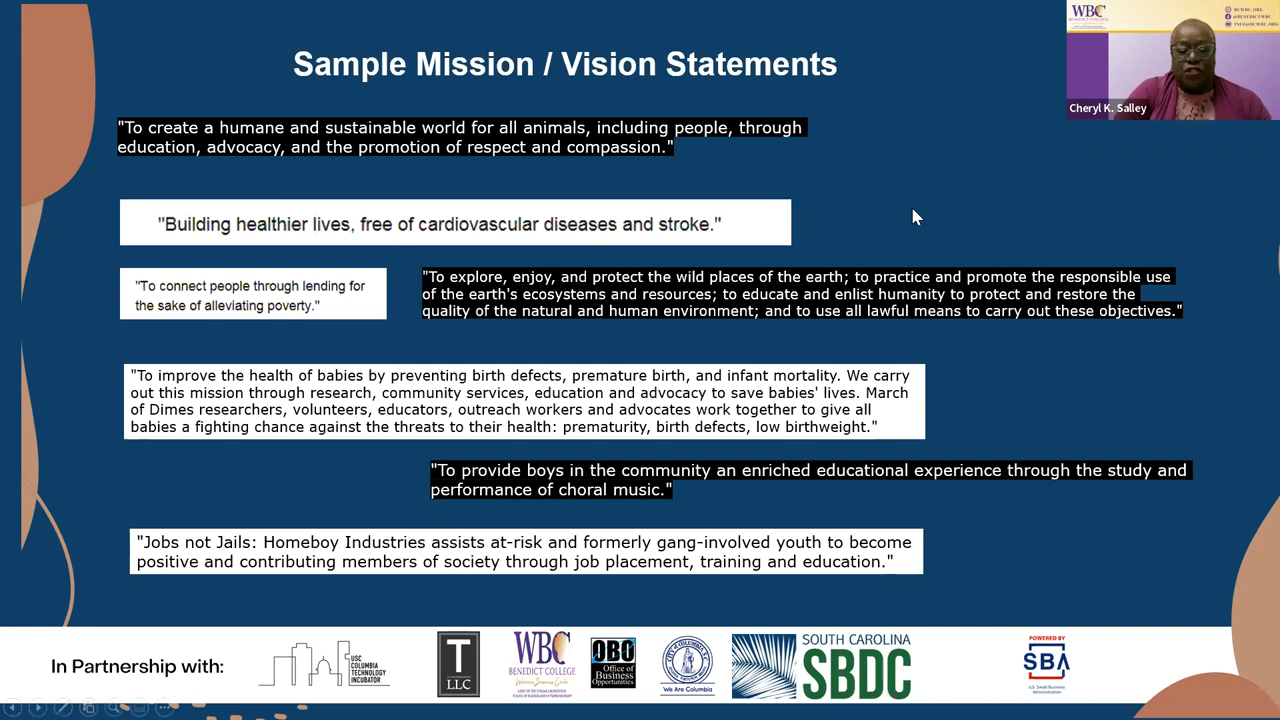 Sample Mission / Vision Statements
WBC
BENEDICT COLLEGE
BCWBC.ORG
@BENEDICTWBC
INFO@BCWBC.ORG
Cheryl K. Salley
"To create a humane and sustainable world for all animals, including people, through
education, advocacy, and the promotion of respect and compassion."
"Building healthier lives, free of cardiovascular diseases and stroke."
"To connect people through lending for
the sake of alleviating poverty."
"To explore, enjoy, and protect the wild places of the earth; to practice and promote the responsible use
of the earth's ecosystems and resources; to educate and enlist humanity to protect and restore the
quality of the natural and human environment; and to use all lawful means to carry out these objectives."
"To improve the health of babies by preventing birth defects, premature birth, and infant mortality. We carry
out this mission through research, community services, education and advocacy to save babies' lives. March
of Dimes researchers, volunteers, educators, outreach workers and advocates work together to give all
babies a fighting chance against the threats to their health: prematurity, birth defects, low birthweight."
"To provide boys in the community an enriched educational experience through the study and
performance of choral music."
"Jobs not Jails: Homeboy Industries assists at-risk and formerly gang-involved youth to become
positive and contributing members of society through job placement, training and education."
In Partnership with:
USC
COLUMBIA
TECHNOLOGY
INCUBATOR
T
LLC
WBC
BENEDICT COLLEGE
OBO
Office of
Business
Opportunities
We Are Columbia
SOUTH CAROLINA
SBDC
POWERED BY
SBA
U.S. Small Business
Administration